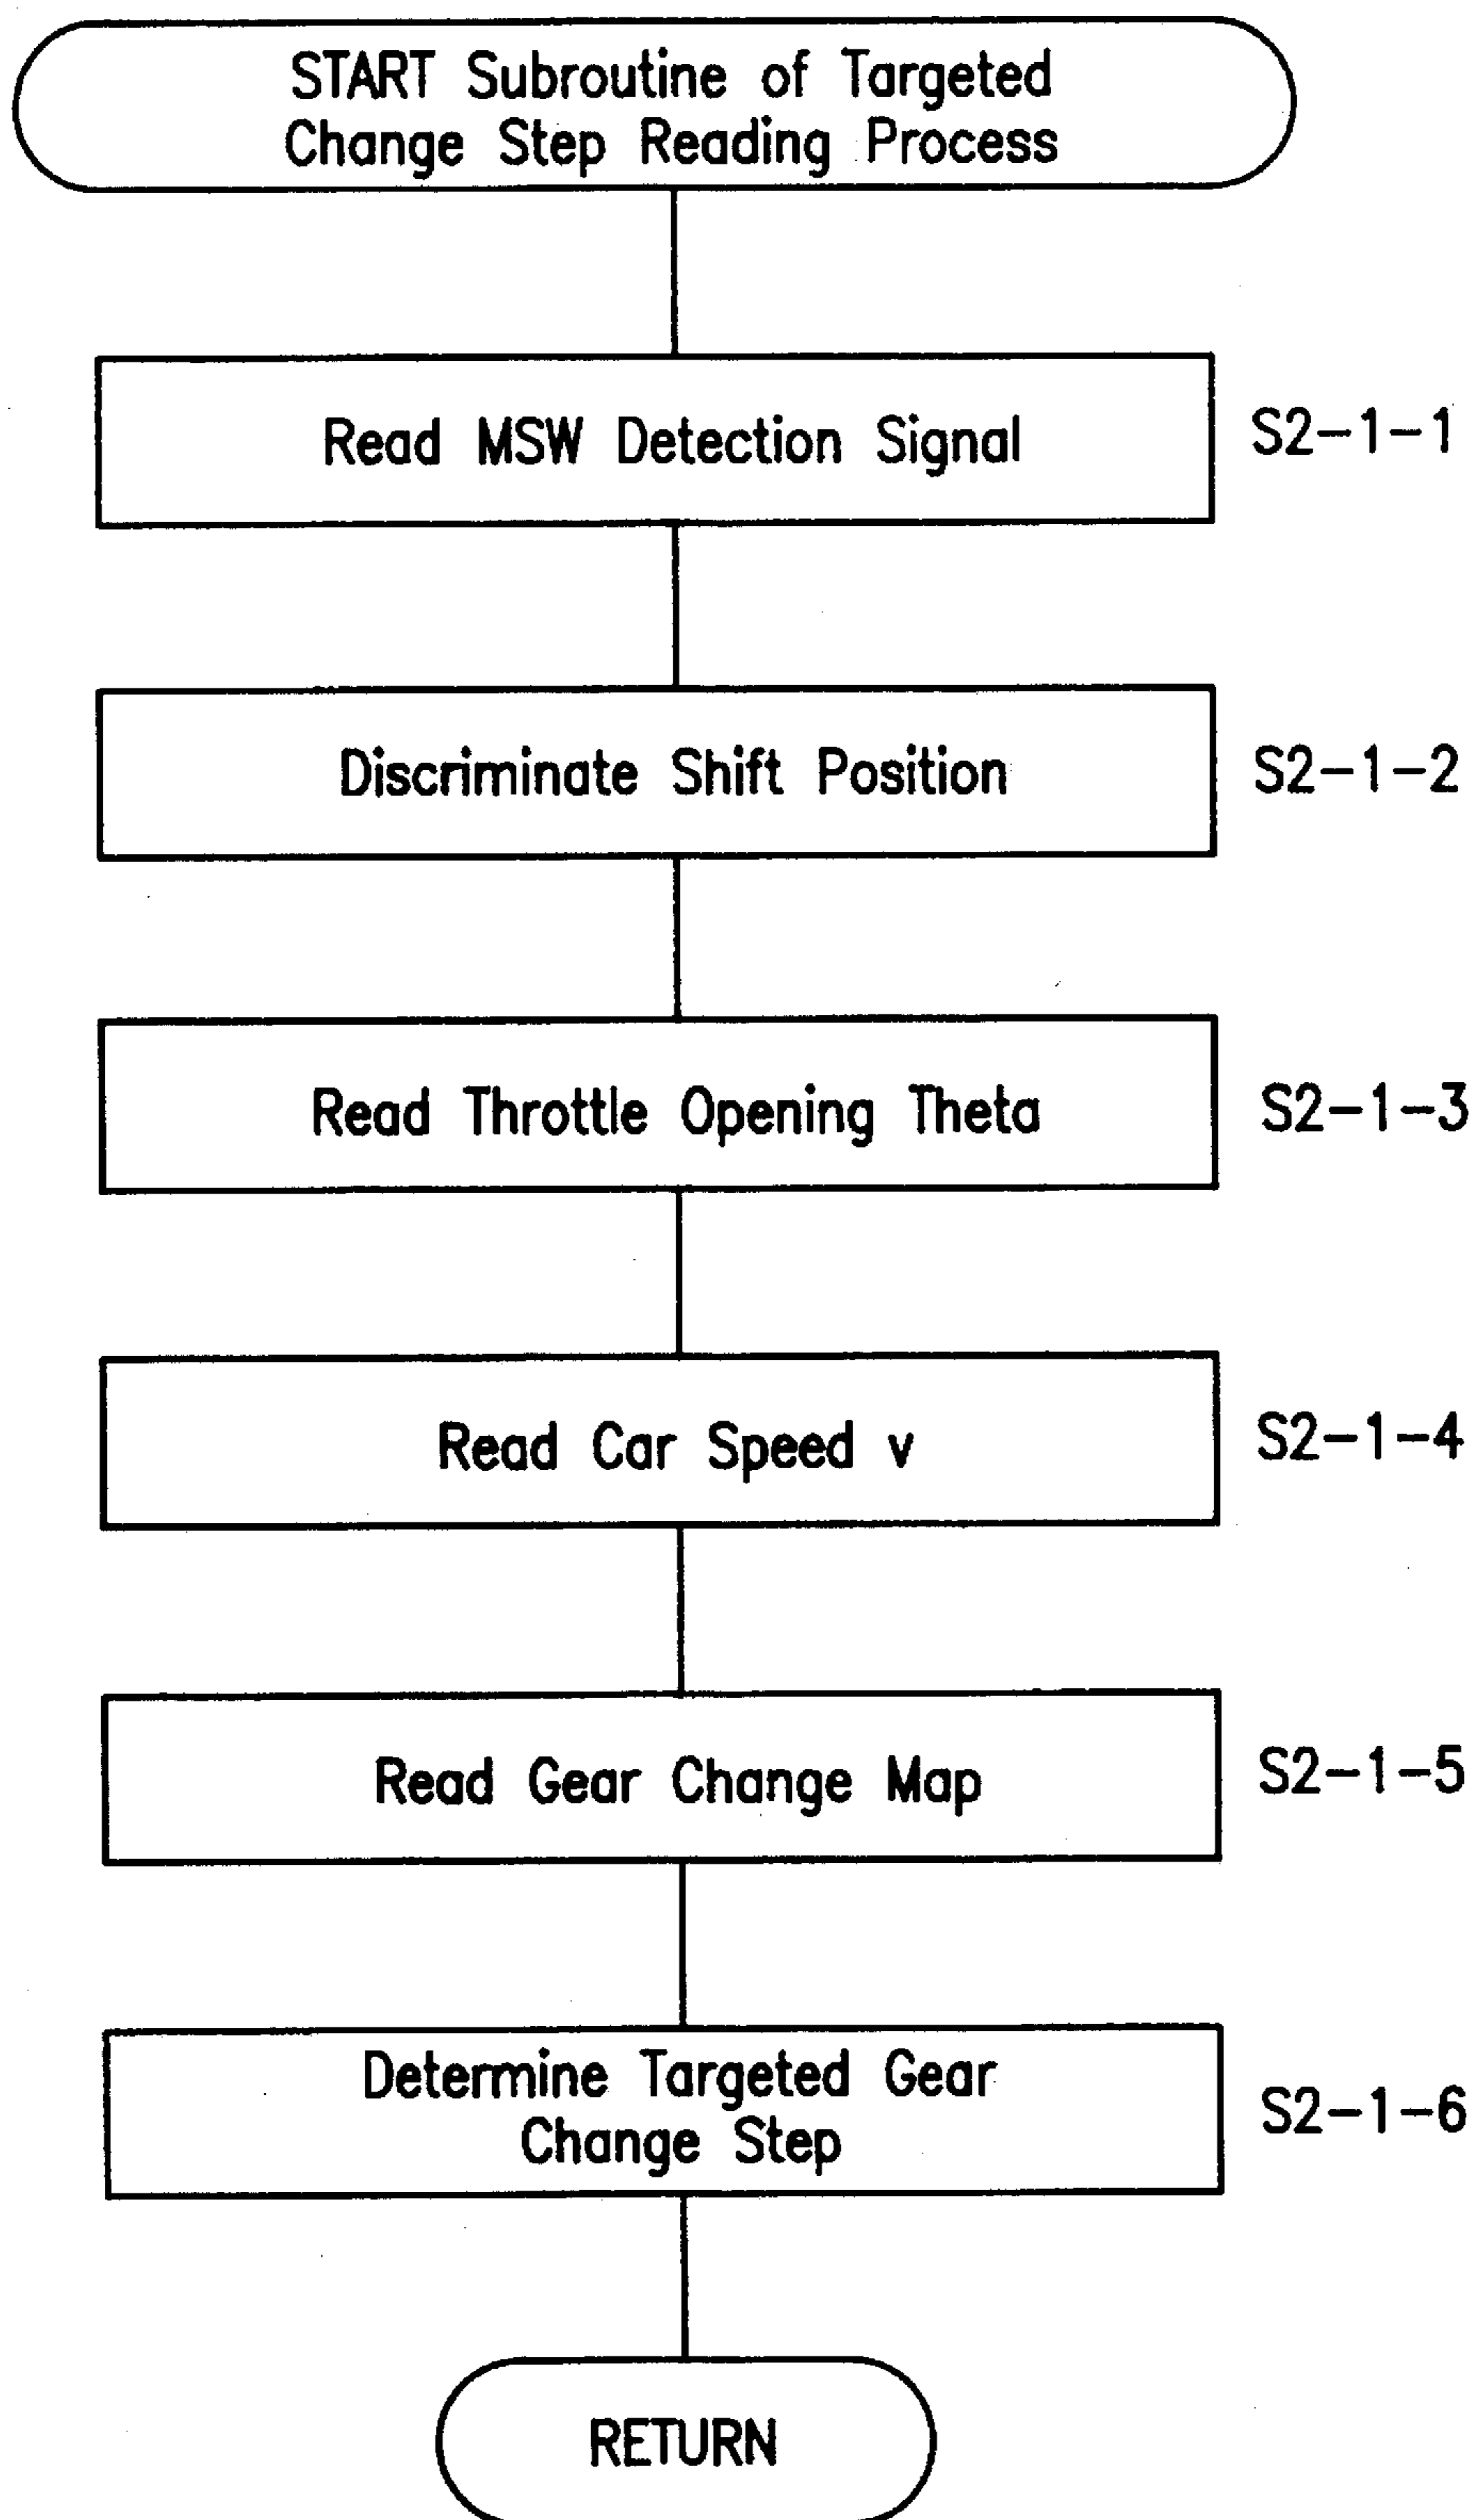 START Subroutine of Targeted
Change Step Reading Process
Read MSW Detection Signal
S2-1-1
Discriminate Shift Position
S2-1-2
Read Throttle Opening Theta
S2-1-3
Read Car Speed v
S2-1-4
Read Gear Change Map
S2-1-5
Determine Targeted Gear
Change Step
S2-1-6
RETURN